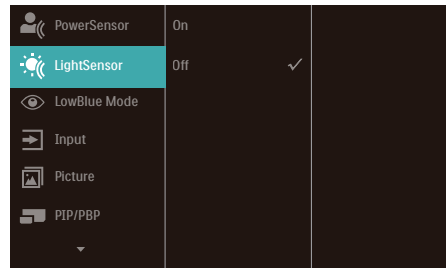 PowerSensor
On
LightSensor
Off
LowBlue Mode
Input
Picture
PIP/PBP